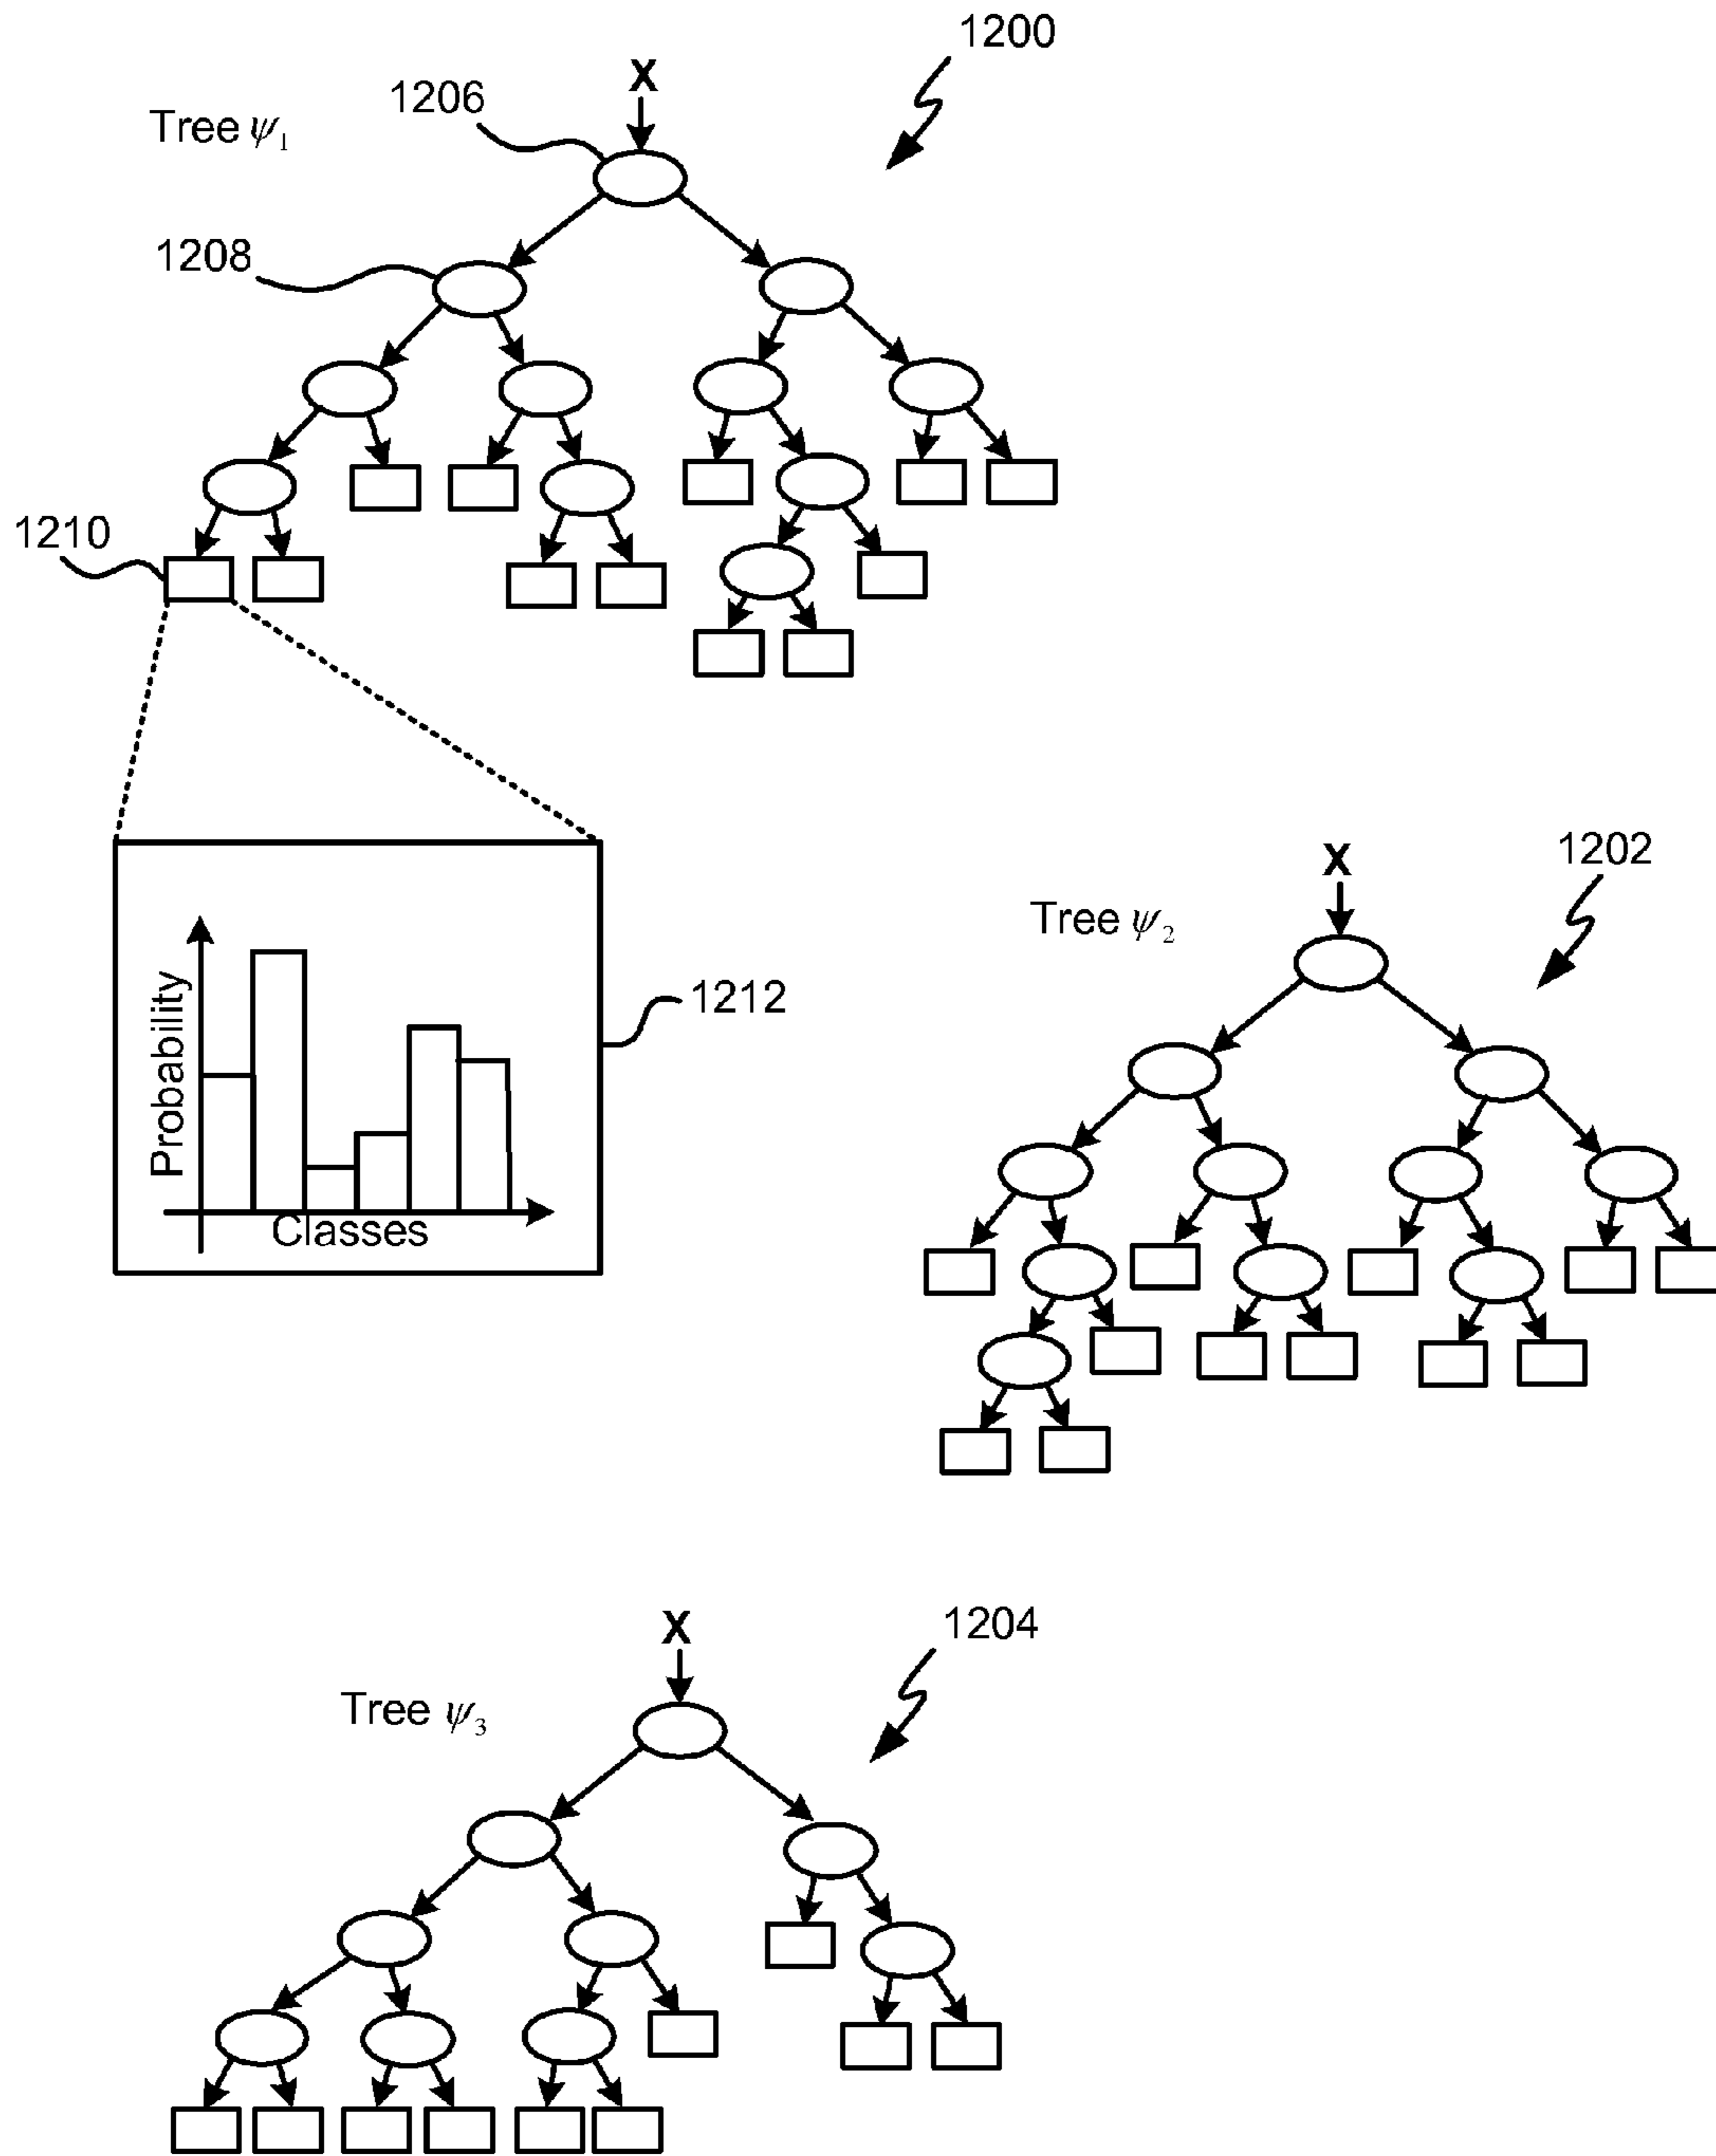 1200
X
1206
Tree ψ₁
1208
1210
1202
X
Tree ψ₂
1212
Probability
Classes
1204
X
Tree ψ₃